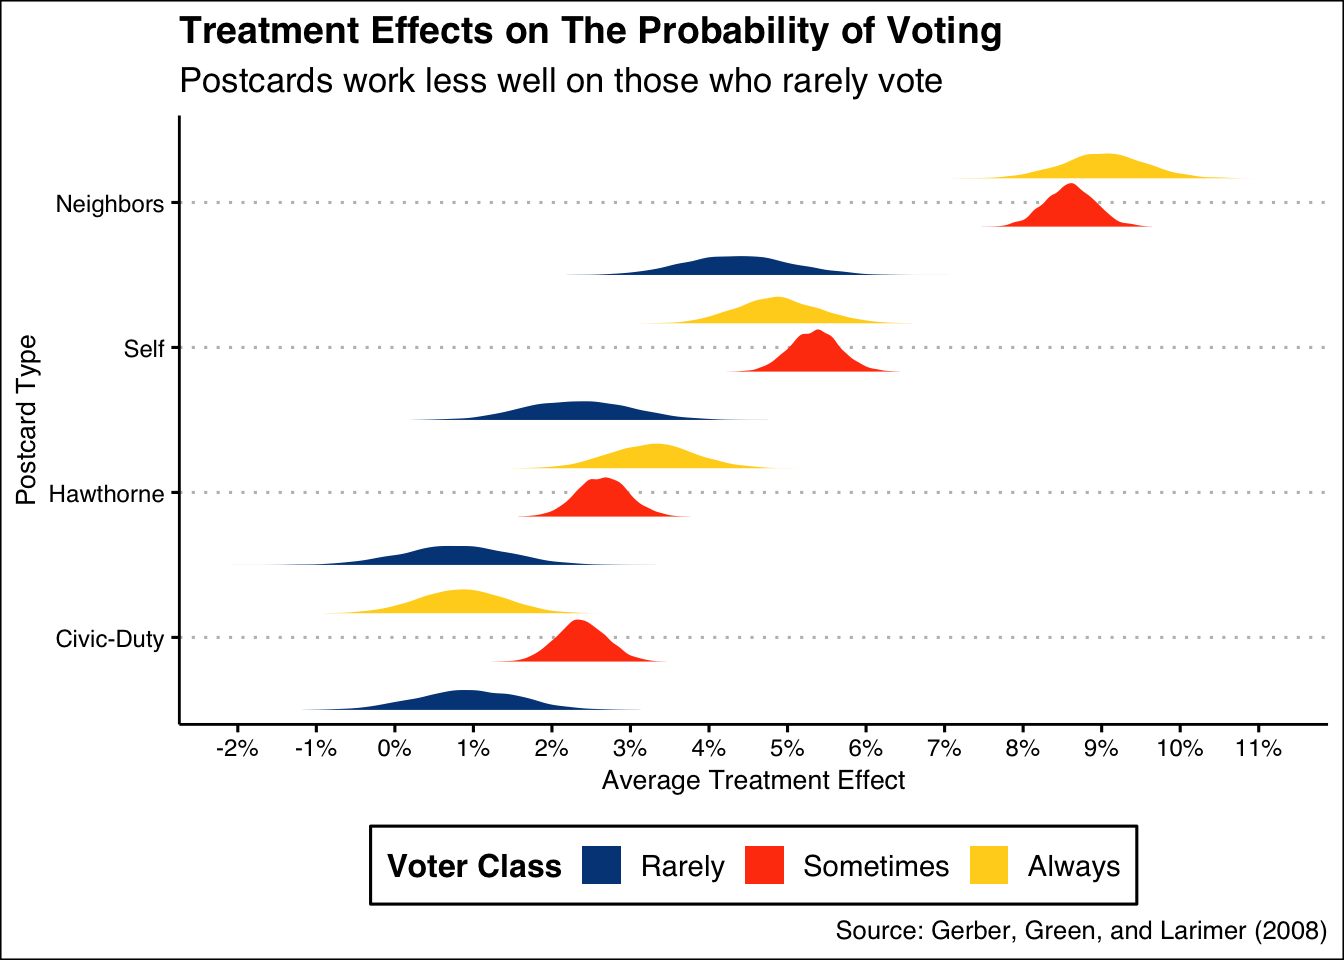 Treatment Effects on The Probability of Voting
Postcards work less well on those who rarely vote
Postcard Type
Neighbors
Self
Hawthorne
Civic-Duty
-2% -1% 0% 1% 2% 3% 4% 5% 6% 7% 8% 9% 10% 11%
Average Treatment Effect
Voter Class Rarely Sometimes Always
Source: Gerber, Green, and Larimer (2008)